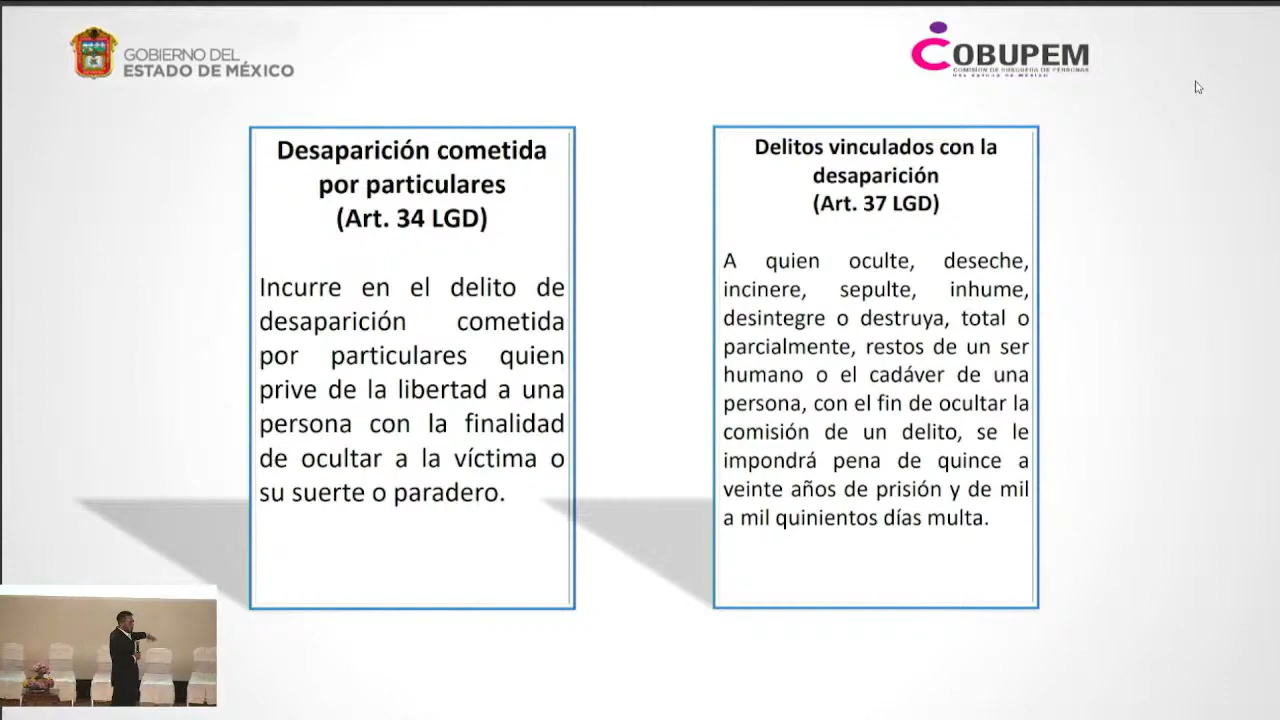 GOBIERNO DEL
ESTADO DE MÉXICO
COBUPEM
COMISIÓN DE BÚSQUEDA DE PERSONAS
DEL ESTADO DE MÉXICO
Desaparición cometida
por particulares
(Art. 34 LGD)
Incurre en el delito de
desaparición cometida
por particulares quien
prive de la libertad a una
persona con la finalidad
de ocultar a la víctima o
su suerte o paradero.
Delitos vinculados con la
desaparición
(Art. 37 LGD)
A quien oculte, deseche,
incinere, sepulte, inhume,
desintegre o destruya, total o
parcialmente, restos de un ser
humano o el cadáver de una
persona, con el fin de ocultar la
comisión de un delito, se le
impondrá pena de quince a
veinte años de prisión y de mil
a mil quinientos días multa.